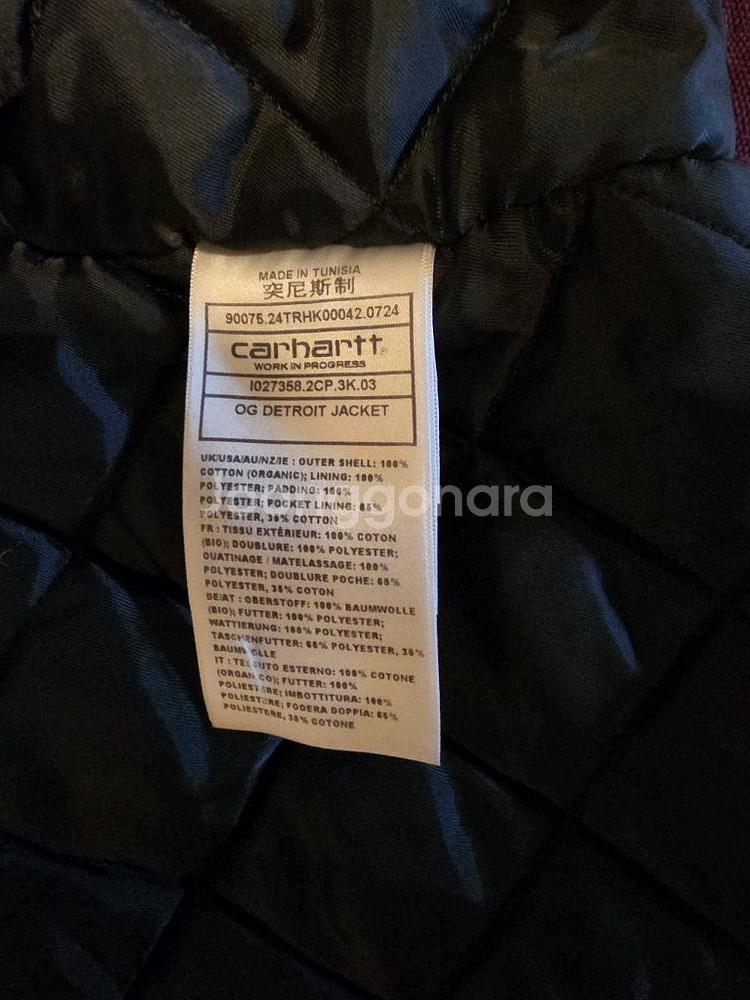 MADE IN TUNISIA
突尼斯制
90075.24TRHK00042.0724
carhartt
WORK IN PROGRESS
I027358.2CP.3K.03
OG DETROIT JACKET
UK/USA/AU/NZ/IE : OUTER SHELL: 100%
COTTON (ORGANIC); LINING: 100%
POLYESTER; PADDING: 100%
POLYESTER; POCKET LINING: 65%
POLYESTER, 35% COTTON
FR : TISSU EXTÉRIEUR: 100% COTON
(BIO); DOUBLURE: 100% POLYESTER;
OUATINAGE / MATELASSAGE: 100%
POLYESTER; DOUBLURE POCHE: 65%
POLYESTER, 35% COTON
DE/AT : OBERSTOFF: 100% BAUMWOLLE
(BIO); FUTTER: 100% POLYESTER;
WATTIERUNG: 100% POLYESTER;
TASCHENFUTTER: 65% POLYESTER, 35%
BAUMWOLLE
IT : TESSUTO ESTERNO: 100% COTONE
(ORGANICO); FUTTER: 100%
POLIESTERE; IMBOTTITURA: 100%
POLIESTERE; FODERA DOPPIA: 65%
POLIESTERE, 35% COTONE